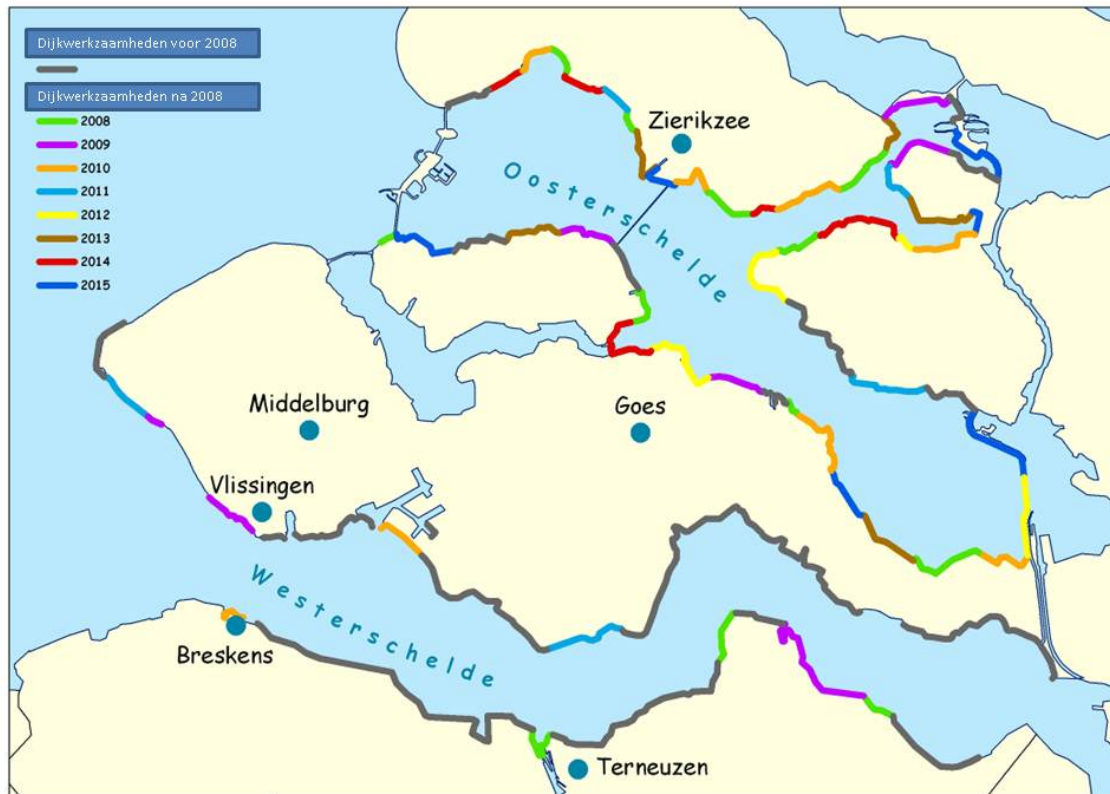 Dijkwerkzaamheden voor 2008
Dijkwerkzaamheden na 2008
2008
2009
2010
2011
2012
2013
2014
2015
Zierikzee
Oosterschelde
Middelburg
Goes
Vlissingen
Westerschelde
Breskens
Terneuzen